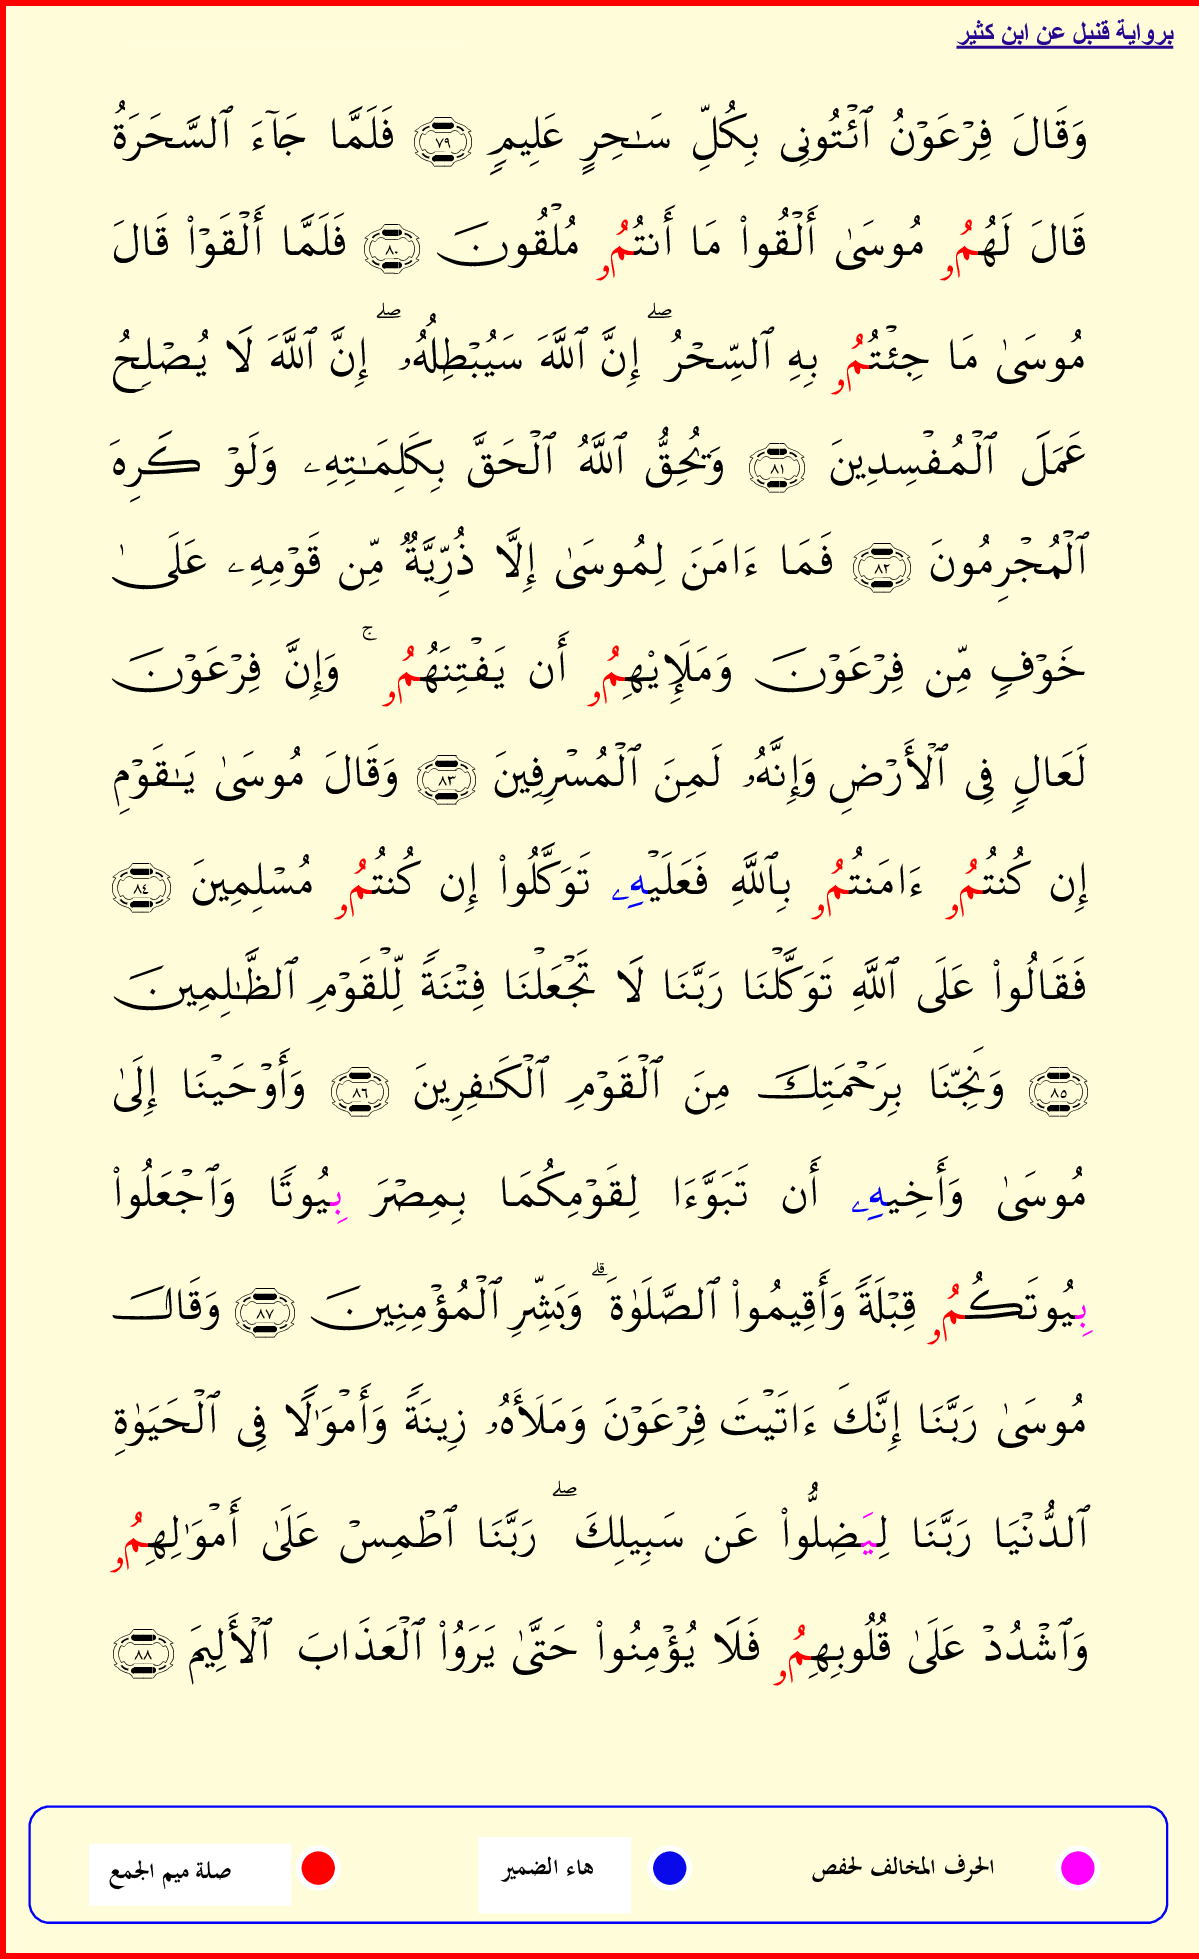 برواية قنبل عن ابن كثير
وَقَالَ فِرْعَوْنُ ٱئْتُونِى بِكُلِّ سَـٰحِرٍ عَلِيمٍ ٧٩ فَلَمَّا جَآءَ ٱلسَّحَرَةُ
قَالَ لَهُمُۥ مُوسَىٰ أَلْقُوا۟ مَا أَنتُمُۥ مُلْقُونَ ٨٠ فَلَمَّا أَلْقَوْا۟ قَالَ
مُوسَىٰ مَا جِئْتُمُۥ بِهِ ٱلسِّحْرُ ۖ إِنَّ ٱللَّهَ سَيُبْطِلُهُۥ ۖ إِنَّ ٱللَّهَ لَا يُصْلِحُ
عَمَلَ ٱلْمُفْسِدِينَ ٨١ وَيُحِقُّ ٱللَّهُ ٱلْحَقَّ بِكَلِمَـٰتِهِۦ وَلَوْ كَرِهَ
ٱلْمُجْرِمُونَ ٨٢ فَمَا ءَامَنَ لِمُوسَىٰ إِلَّا ذُرِّيَّةٌ مِّن قَوْمِهِۦ عَلَىٰ
خَوْفٍ مِّن فِرْعَوْنَ وَمَلَإِي۟هِمُۥ أَن يَفْتِنَهُمُۥ ۚ وَإِنَّ فِرْعَوْنَ
لَعَالٍ فِى ٱلْأَرْضِ وَإِنَّهُۥ لَمِنَ ٱلْمُسْرِفِينَ ٨٣ وَقَالَ مُوسَىٰ يَـٰقَوْمِ
إِن كُنتُمُۥ ءَامَنتُمُۥ بِٱللَّهِ فَعَلَيْهِۦ تَوَكَّلُوا۟ إِن كُنتُمُۥ مُسْلِمِينَ ٨٤
فَقَالُوا۟ عَلَى ٱللَّهِ تَوَكَّلْنَا رَبَّنَا لَا تَجْعَلْنَا فِتْنَةً لِّلْقَوْمِ ٱلظَّـٰلِمِينَ
٨٥ وَنَجِّنَا بِرَحْمَتِكَ مِنَ ٱلْقَوْمِ ٱلْكَـٰفِرِينَ ٨٦ وَأَوْحَيْنَا إِلَىٰ
مُوسَىٰ وَأَخِيهِۦ أَن تَبَوَّءَا لِقَوْمِكُمَا بِمِصْرَ بِيُوتًا وَٱجْعَلُوا۟
بِيُوتَكُمُۥ قِبْلَةً وَأَقِيمُوا۟ ٱلصَّلَوٰةَ ۗ وَبَشِّرِ ٱلْمُؤْمِنِينَ ٨٧ وَقَالَ
مُوسَىٰ رَبَّنَا إِنَّكَ ءَاتَيْتَ فِرْعَوْنَ وَمَلَأَهُۥ زِينَةً وَأَمْوَٰلًا فِى ٱلْحَيَوٰةِ
ٱلدُّنْيَا رَبَّنَا لِيَضِلُّوا۟ عَن سَبِيلِكَ ۖ رَبَّنَا ٱطْمِسْ عَلَىٰ أَمْوَٰلِهِمُۥ
وَٱشْدُدْ عَلَىٰ قُلُوبِهِمُۥ فَلَا يُؤْمِنُوا۟ حَتَّىٰ يَرَوُا۟ ٱلْعَذَابَ ٱلْأَلِيمَ ٨٨
الحرف المخالف لحفص هاء الضمير صلة ميم الجمع